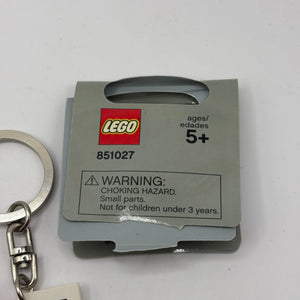 LEGO
851027
ages/
edades
5+
WARNING:
CHOKING HAZARD.
Small parts.
Not for children under 3 years.